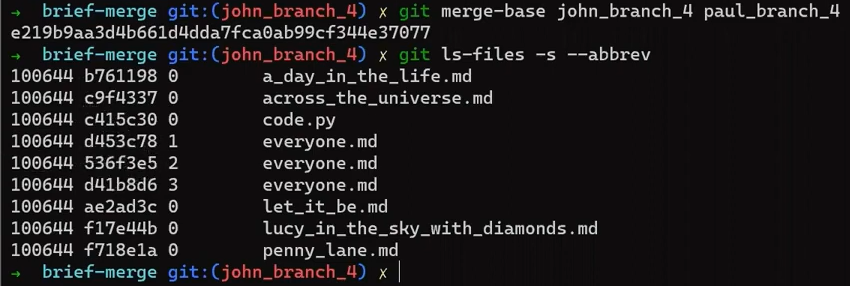 → brief-merge git:(john_branch_4) ✗ git merge-base john_branch_4 paul_branch_4
e219b9aa3d4b661d4dda7fca0ab99cf344e37077
→ brief-merge git:(john_branch_4) ✗ git ls-files -s --abbrev
100644 b761198 0 a_day_in_the_life.md
100644 c9f4337 0 across_the_universe.md
100644 c415c30 0 code.py
100644 d453c78 1 everyone.md
100644 536f3e5 2 everyone.md
100644 d41b8d6 3 everyone.md
100644 ae2ad3c 0 let_it_be.md
100644 f17e44b 0 lucy_in_the_sky_with_diamonds.md
100644 f718e1a 0 penny_lane.md
→ brief-merge git:(john_branch_4) ✗